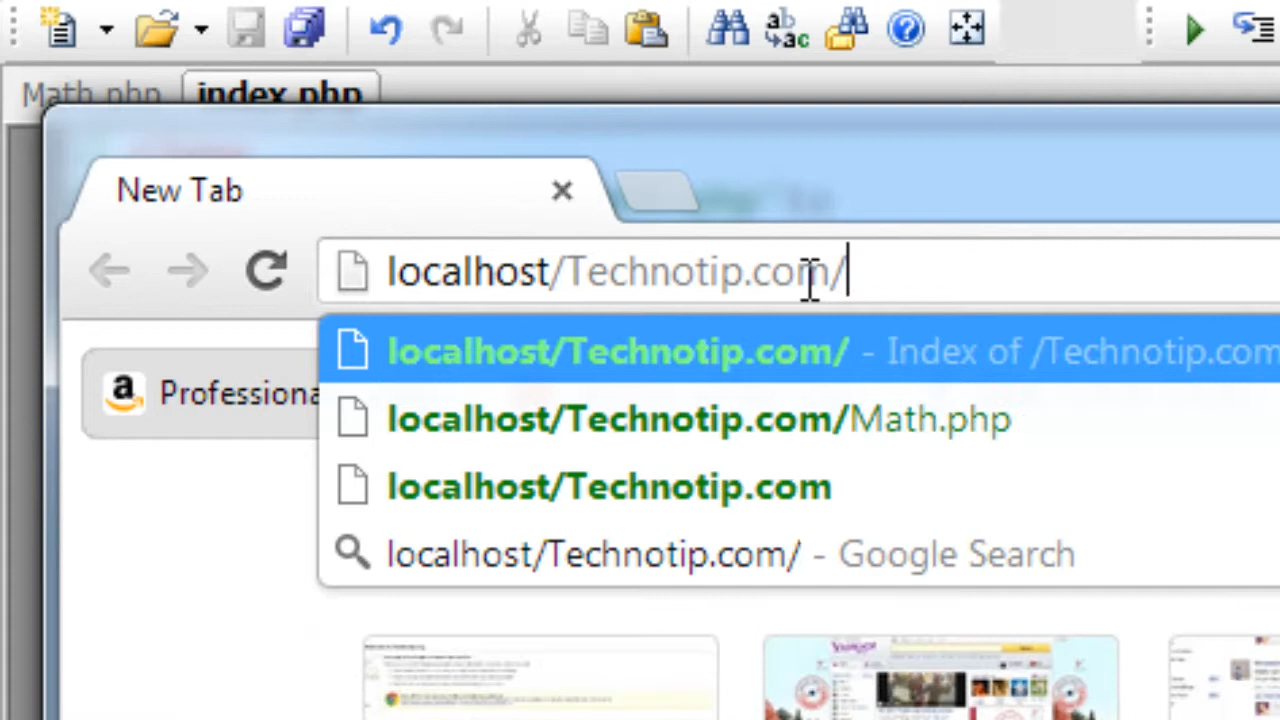 Math.php index.php
New Tab
localhost/Technotip.com/
localhost/Technotip.com/ - Index of /Technotip.com
Professiona
localhost/Technotip.com/Math.php
localhost/Technotip.com
localhost/Technotip.com/ - Google Search
YAHOO!